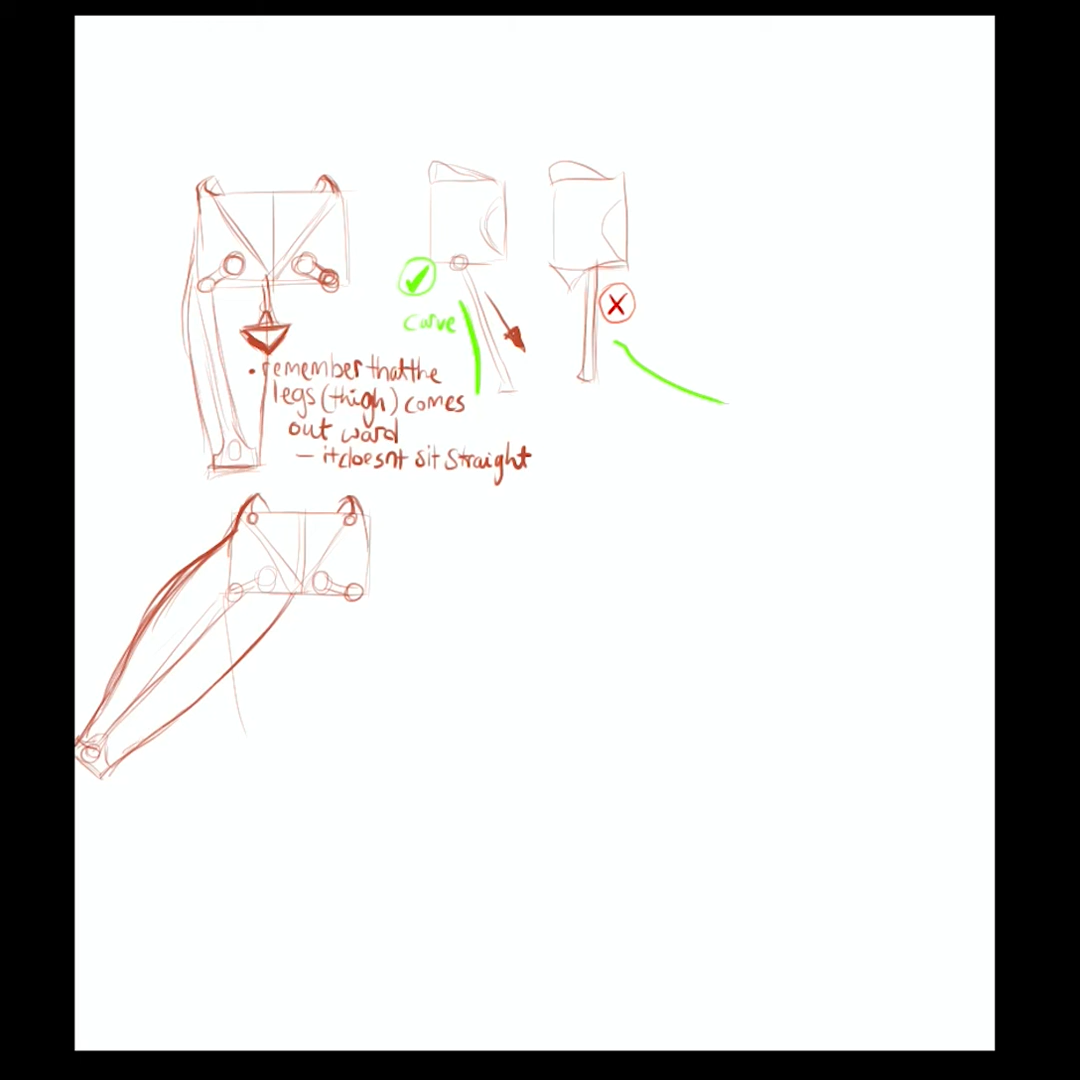 curve
• remember that the
legs (thigh) comes
out ward
– it doesnt sit straight